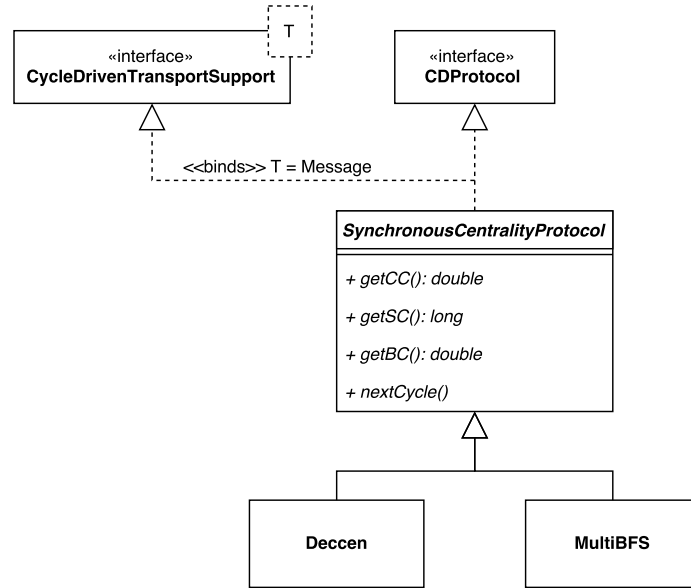 T
«interface»
CycleDrivenTransportSupport
«interface»
CDProtocol
<<binds>> T = Message
SynchronousCentralityProtocol
+ getCC(): double
+ getSC(): long
+ getBC(): double
+ nextCycle()
Deccen
MultiBFS